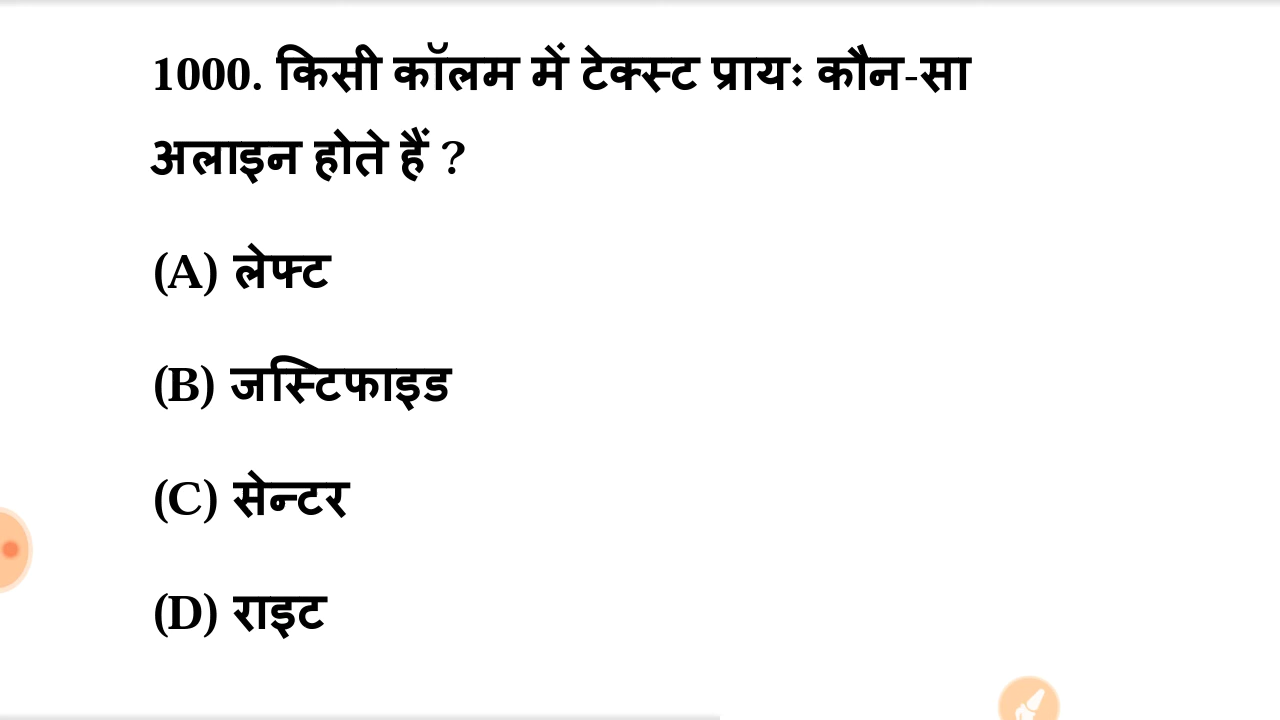 1000. किसी कॉलम में टेक्स्ट प्रायः कौन-सा
अलाइन होते हैं ?
(A) लेफ्ट
(B) जस्टिफाइड
(C) सेन्टर
(D) राइट